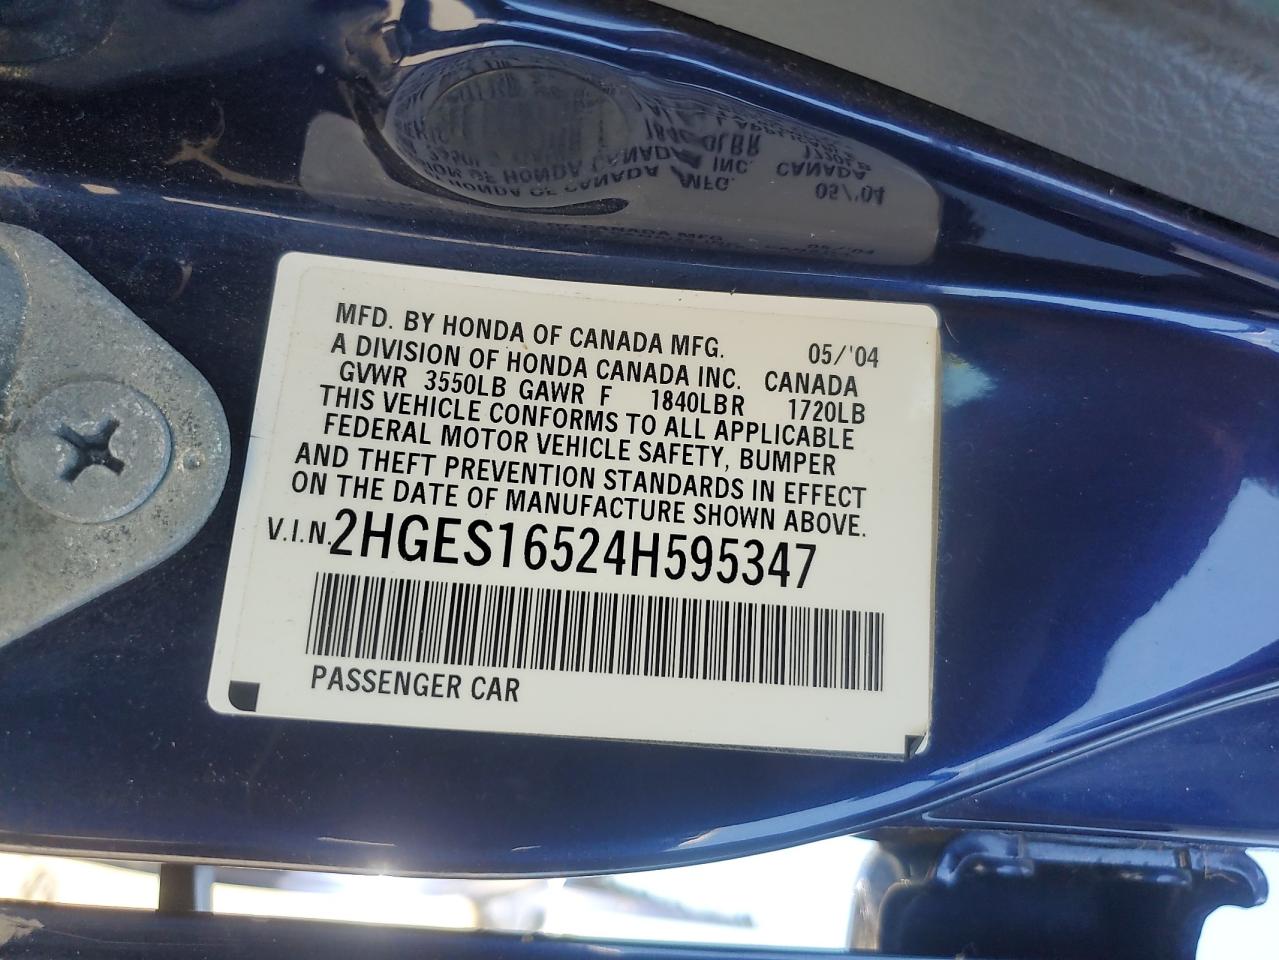 MFD. BY HONDA OF CANADA MFG. 05/'04
A DIVISION OF HONDA CANADA INC. CANADA
GVWR 3550LB GAWR F 1840LBR 1720LB
THIS VEHICLE CONFORMS TO ALL APPLICABLE
FEDERAL MOTOR VEHICLE SAFETY, BUMPER
AND THEFT PREVENTION STANDARDS IN EFFECT
ON THE DATE OF MANUFACTURE SHOWN ABOVE.
V.I.N. 2HGES16524H595347
PASSENGER CAR